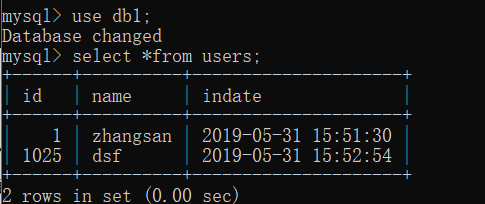 mysql> use db1;
Database changed
mysql> select *from users;
+------+----------+---------------------+
| id   | name     | indate              |
+------+----------+---------------------+
|    1 | zhangsan | 2019-05-31 15:51:30 |
| 1025 | dsf      | 2019-05-31 15:52:54 |
+------+----------+---------------------+
2 rows in set (0.00 sec)